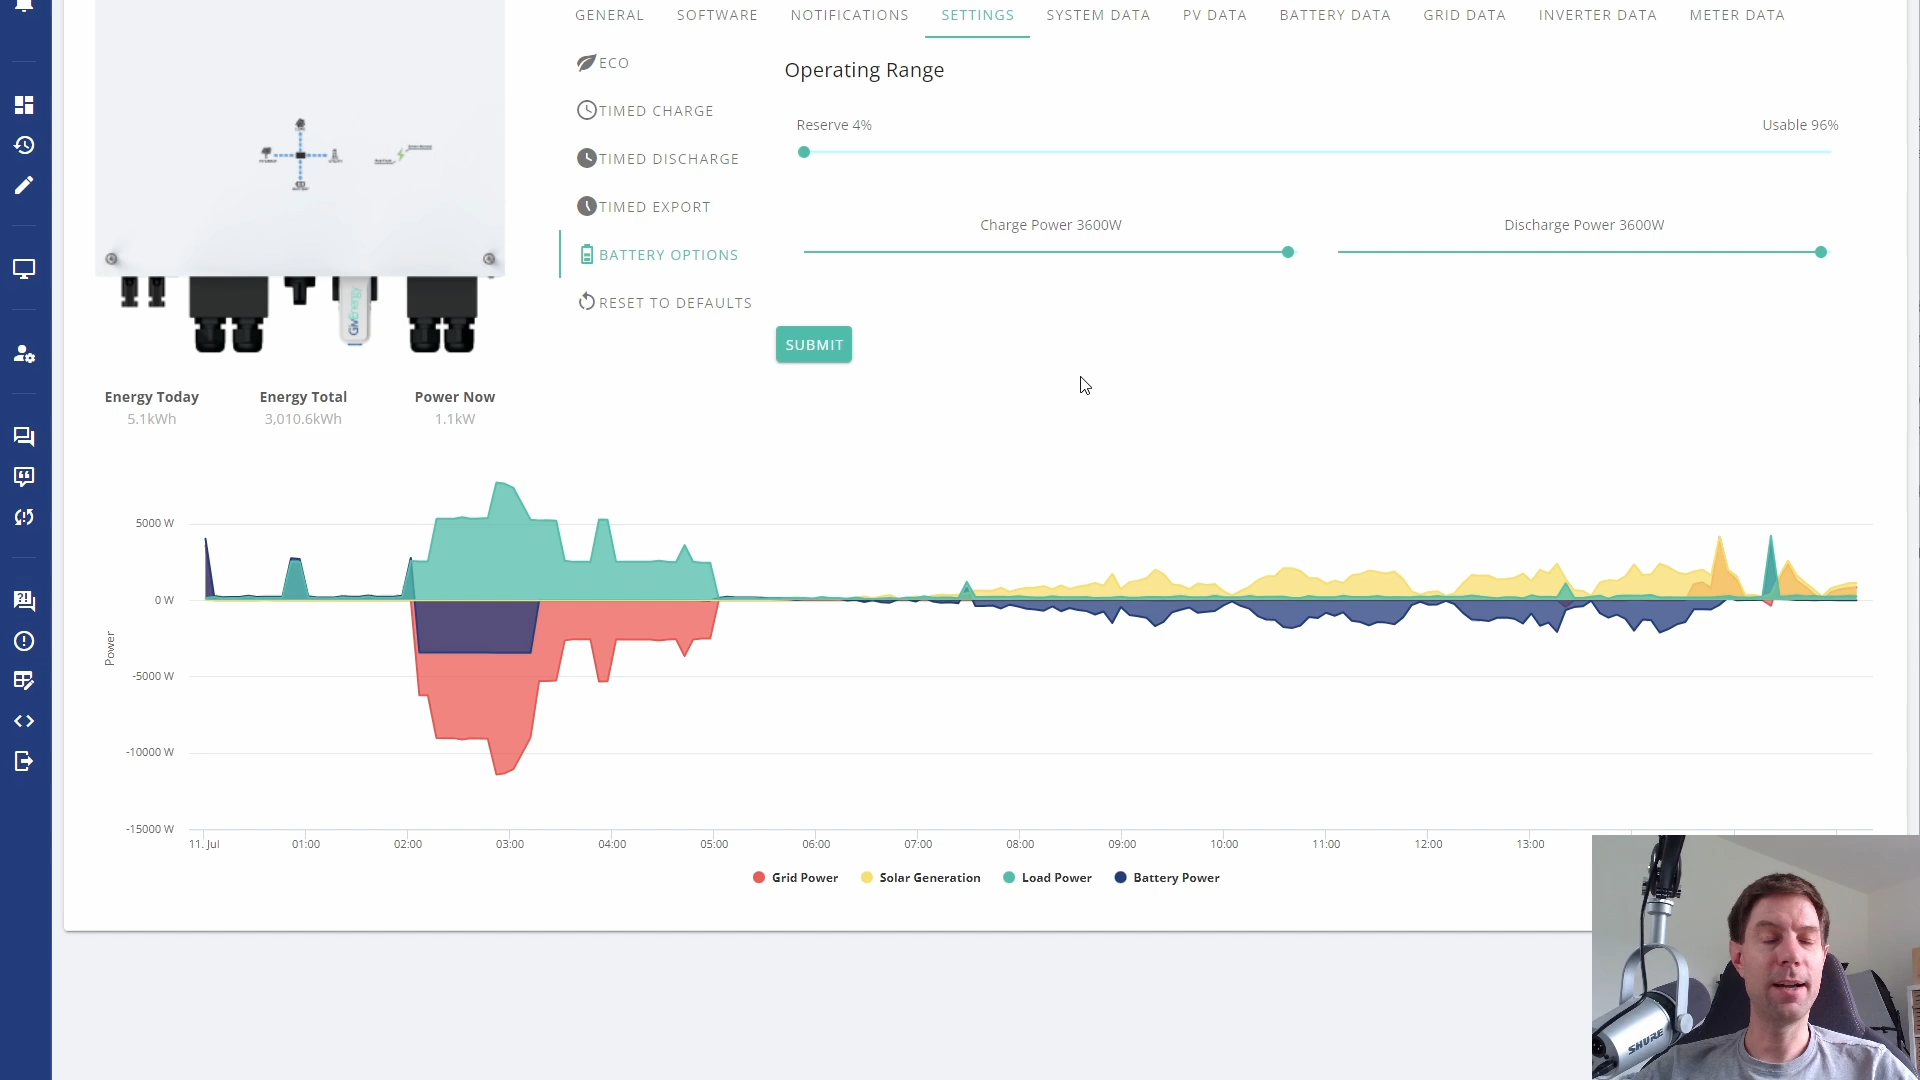 GENERAL SOFTWARE NOTIFICATIONS SETTINGS SYSTEM DATA PV DATA BATTERY DATA GRID DATA INVERTER DATA METER DATA
ECO
TIMED CHARGE
TIMED DISCHARGE
TIMED EXPORT
BATTERY OPTIONS
RESET TO DEFAULTS
Operating Range
Reserve 4% Usable 96%
Charge Power 3600W Discharge Power 3600W
SUBMIT
GivEnergy
Energy Today Energy Total Power Now
5.1kWh 3,010.6kWh 1.1kW
5000 W
0 W
-5000 W
-10000 W
-15000 W
Power
11. Jul 01:00 02:00 03:00 04:00 05:00 06:00 07:00 08:00 09:00 10:00 11:00 12:00 13:00
Grid Power Solar Generation Load Power Battery Power
SHURE